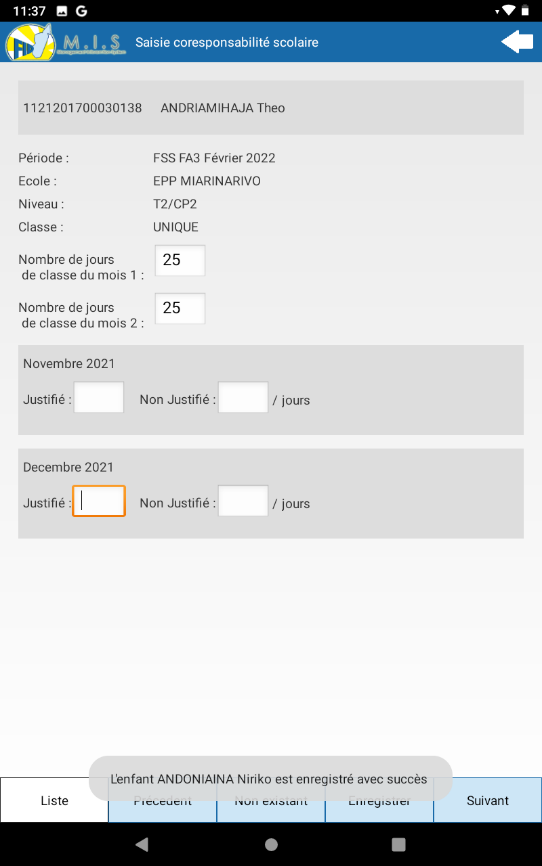 11:37 G
FID M.I.S Saisie coresponsabilité scolaire
1121201700030138 ANDRIAMIHAJA Theo
Période : FSS FA3 Février 2022
Ecole : EPP MIARINARIVO
Niveau : T2/CP2
Classe : UNIQUE
Nombre de jours
de classe du mois 1 : 25
Nombre de jours
de classe du mois 2 : 25
Novembre 2021
Justifié : Non Justifié : / jours
Decembre 2021
Justifié : Non Justifié : / jours
L'enfant ANDONIAINA Niriko est enregistré avec succès
Liste Précédent Non existant Enregistrer Suivant